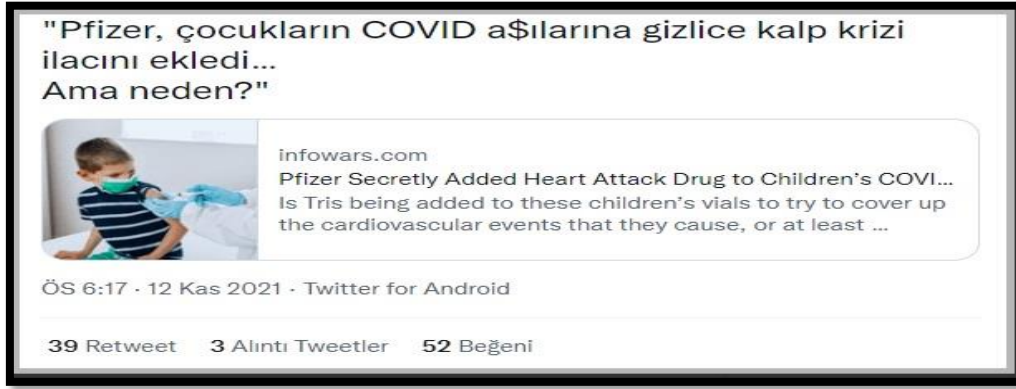 "Pfizer, çocukların COVID a$ılarına gizlice kalp krizi
ilacını ekledi...
Ama neden?"
infowars.com
Pfizer Secretly Added Heart Attack Drug to Children's COVI...
Is Tris being added to these children's vials to try to cover up
the cardiovascular events that they cause, or at least ...
ÖS 6:17 · 12 Kas 2021 · Twitter for Android
39 Retweet 3 Alıntı Tweetler 52 Beğeni